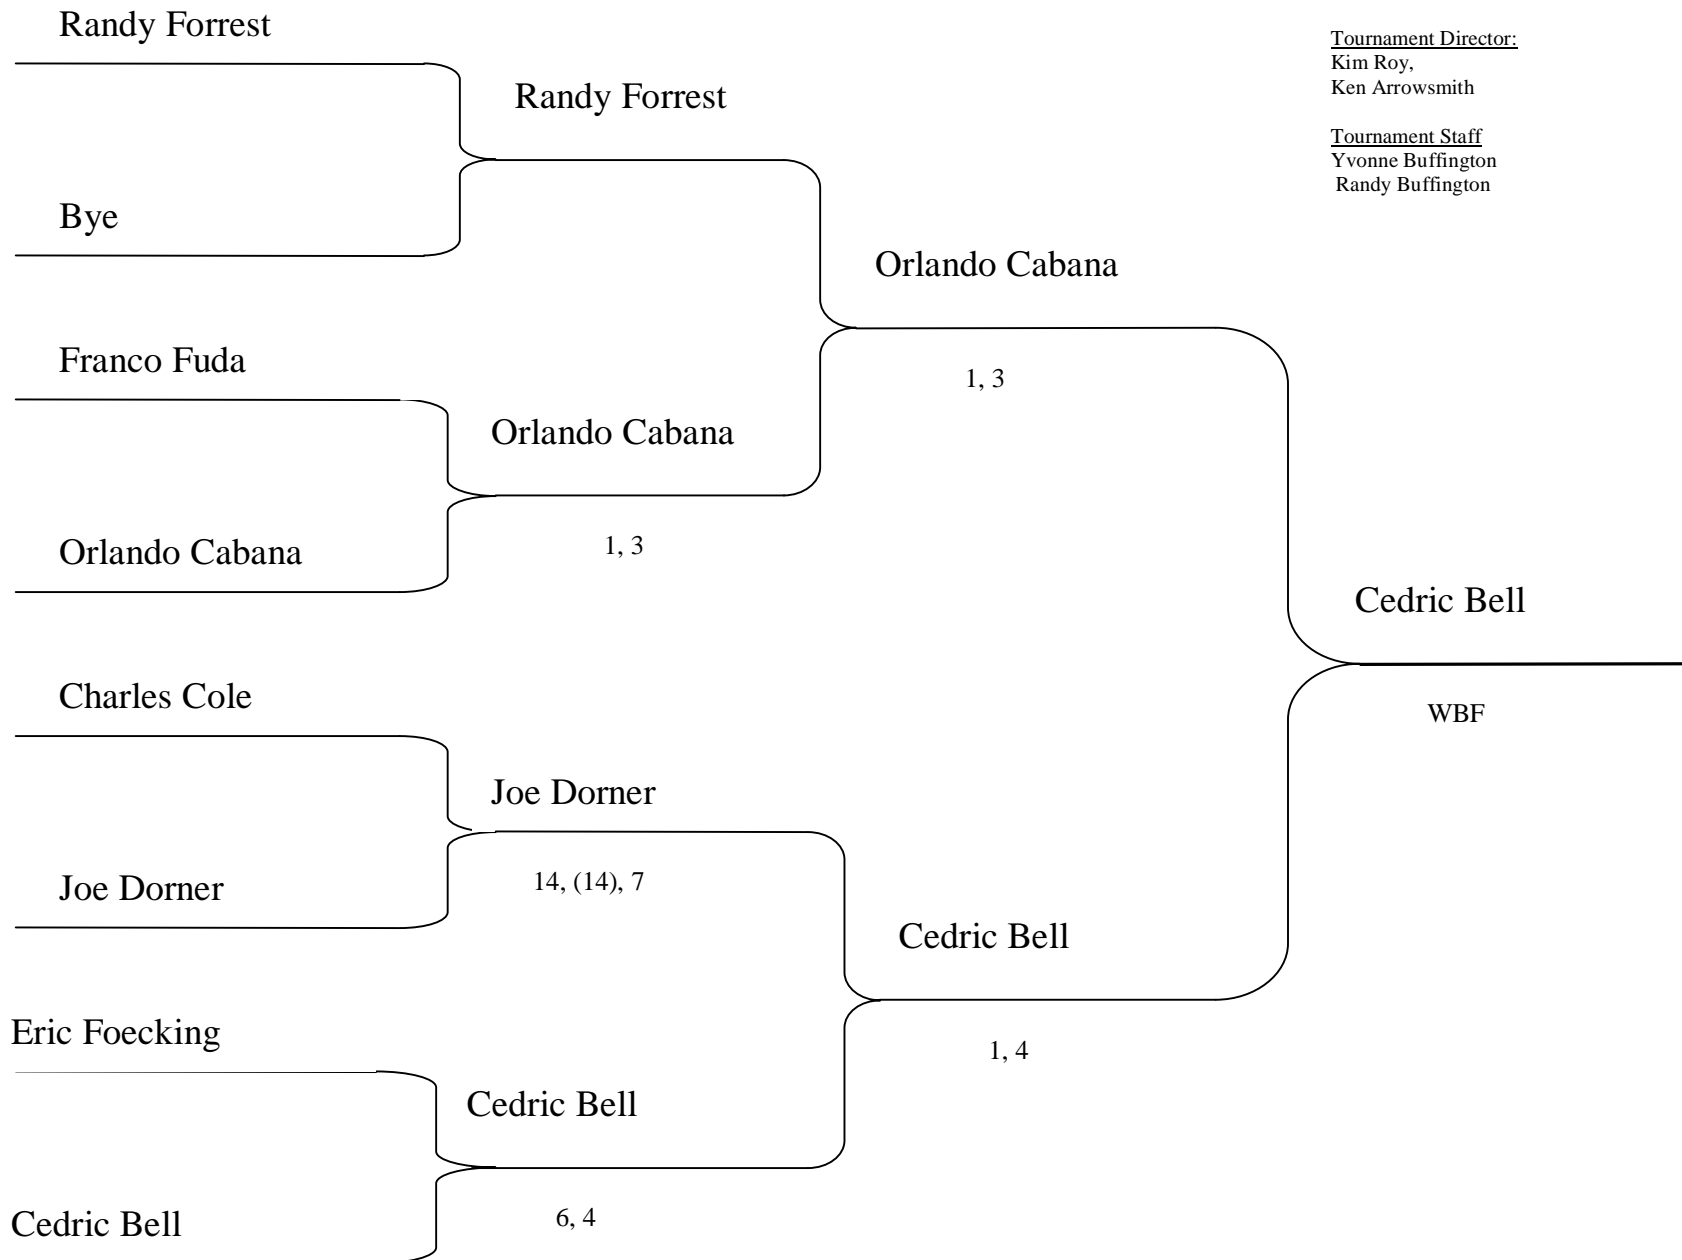 Randy Forrest
Tournament Director:
Kim Roy,
Ken Arrowsmith
Randy Forrest
Tournament Staff
Yvonne Buffington
Randy Buffington
Bye
Orlando Cabana
Franco Fuda
1, 3
Orlando Cabana
Orlando Cabana
1, 3
Cedric Bell
Charles Cole
WBF
Joe Dorner
Joe Dorner
14, (14), 7
Cedric Bell
Eric Foecking
1, 4
Cedric Bell
Cedric Bell
6, 4